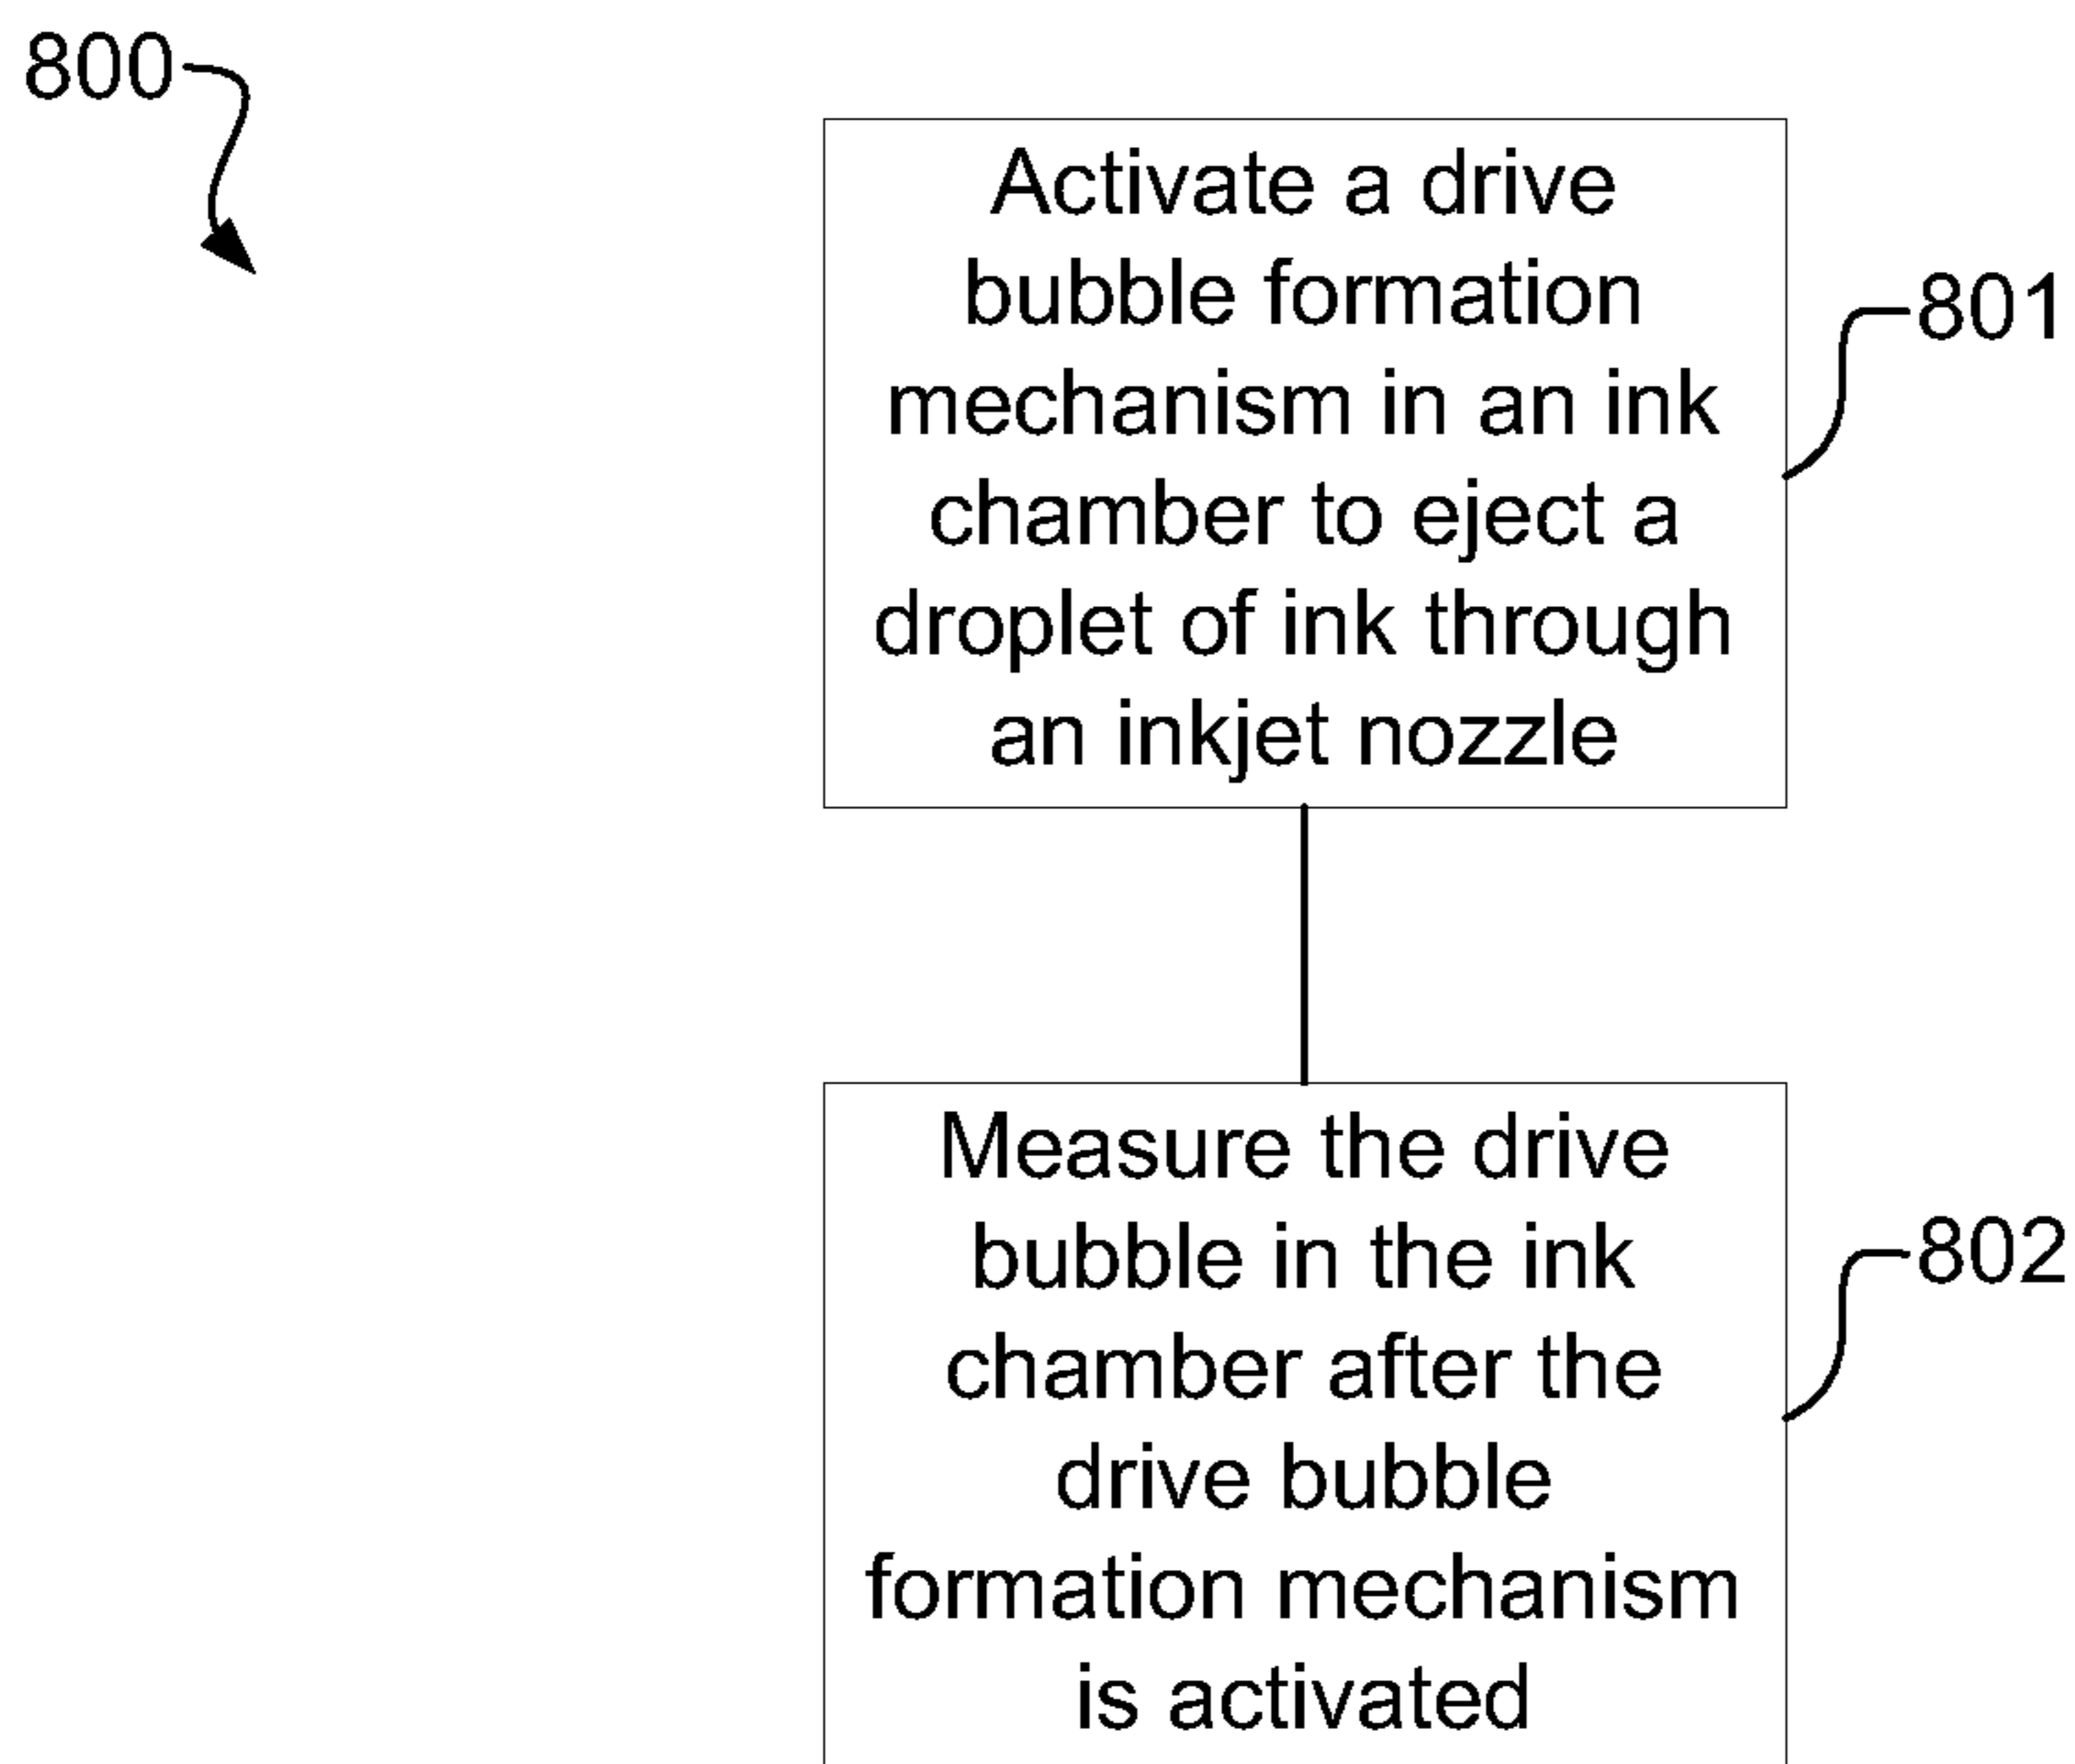 800
Activate a drive
bubble formation
mechanism in an ink
chamber to eject a
droplet of ink through
an inkjet nozzle
801
Measure the drive
bubble in the ink
chamber after the
drive bubble
formation mechanism
is activated
802